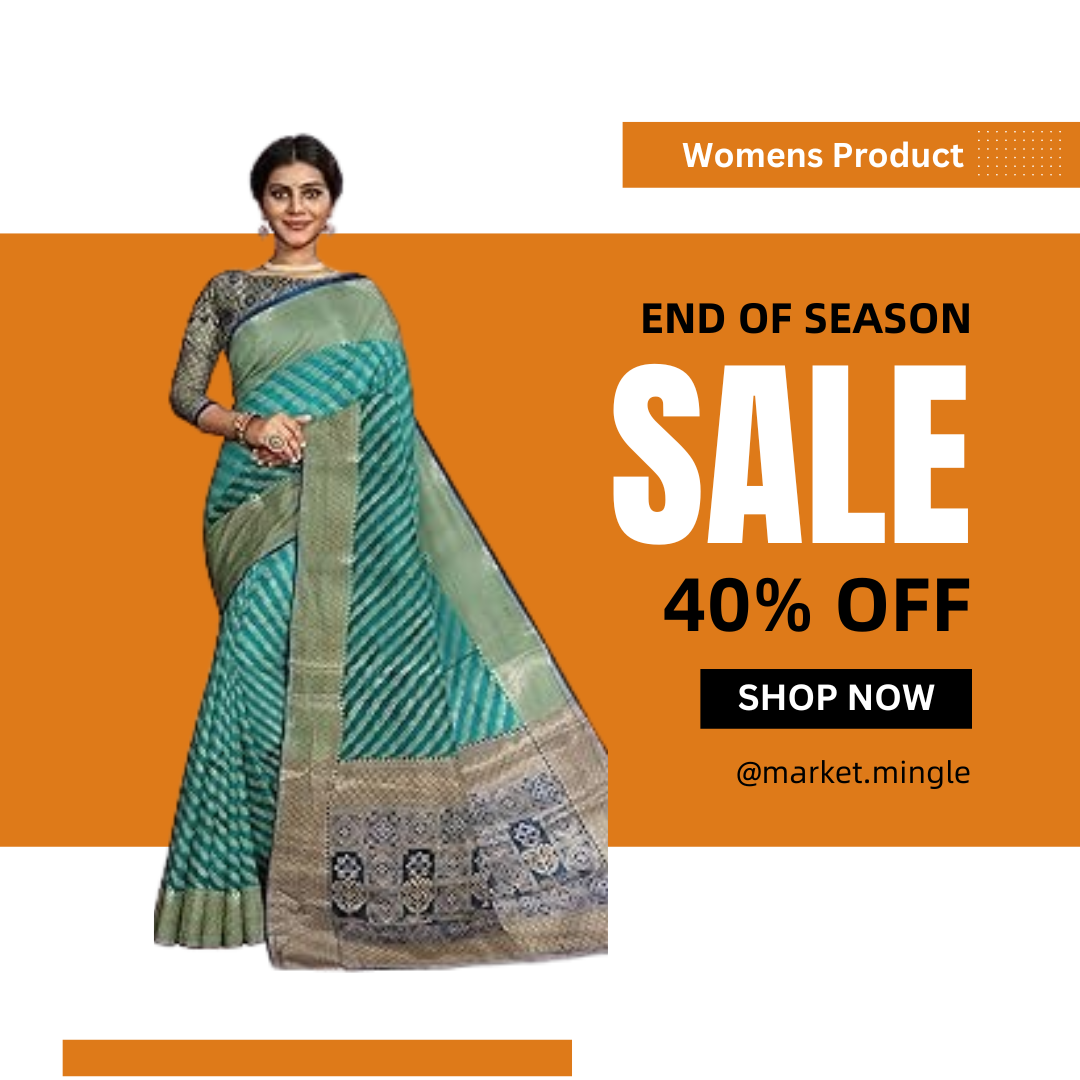 Womens Product
END OF SEASON
SALE
40% OFF
SHOP NOW
@market.mingle